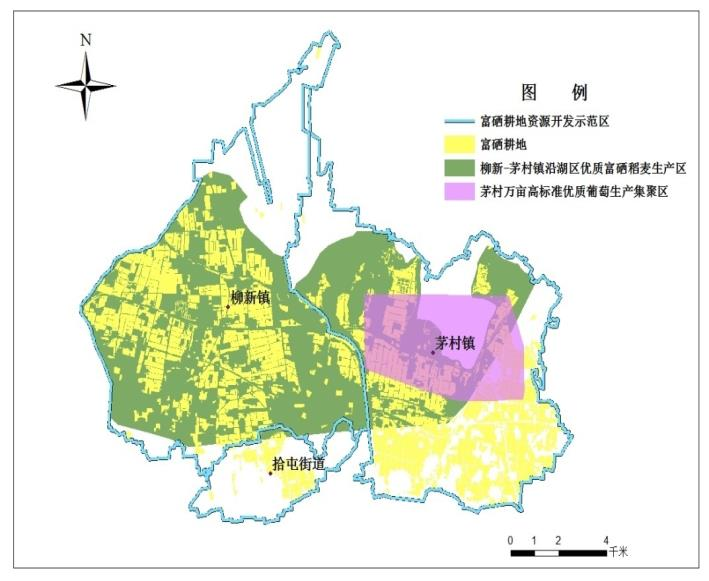 N
图 例
富硒耕地资源开发示范区
富硒耕地
柳新-茅村镇沿湖区优质富硒稻麦生产区
茅村万亩高标准优质葡萄生产集聚区
柳新镇
茅村镇
拾屯街道
0 1 2 4
千米